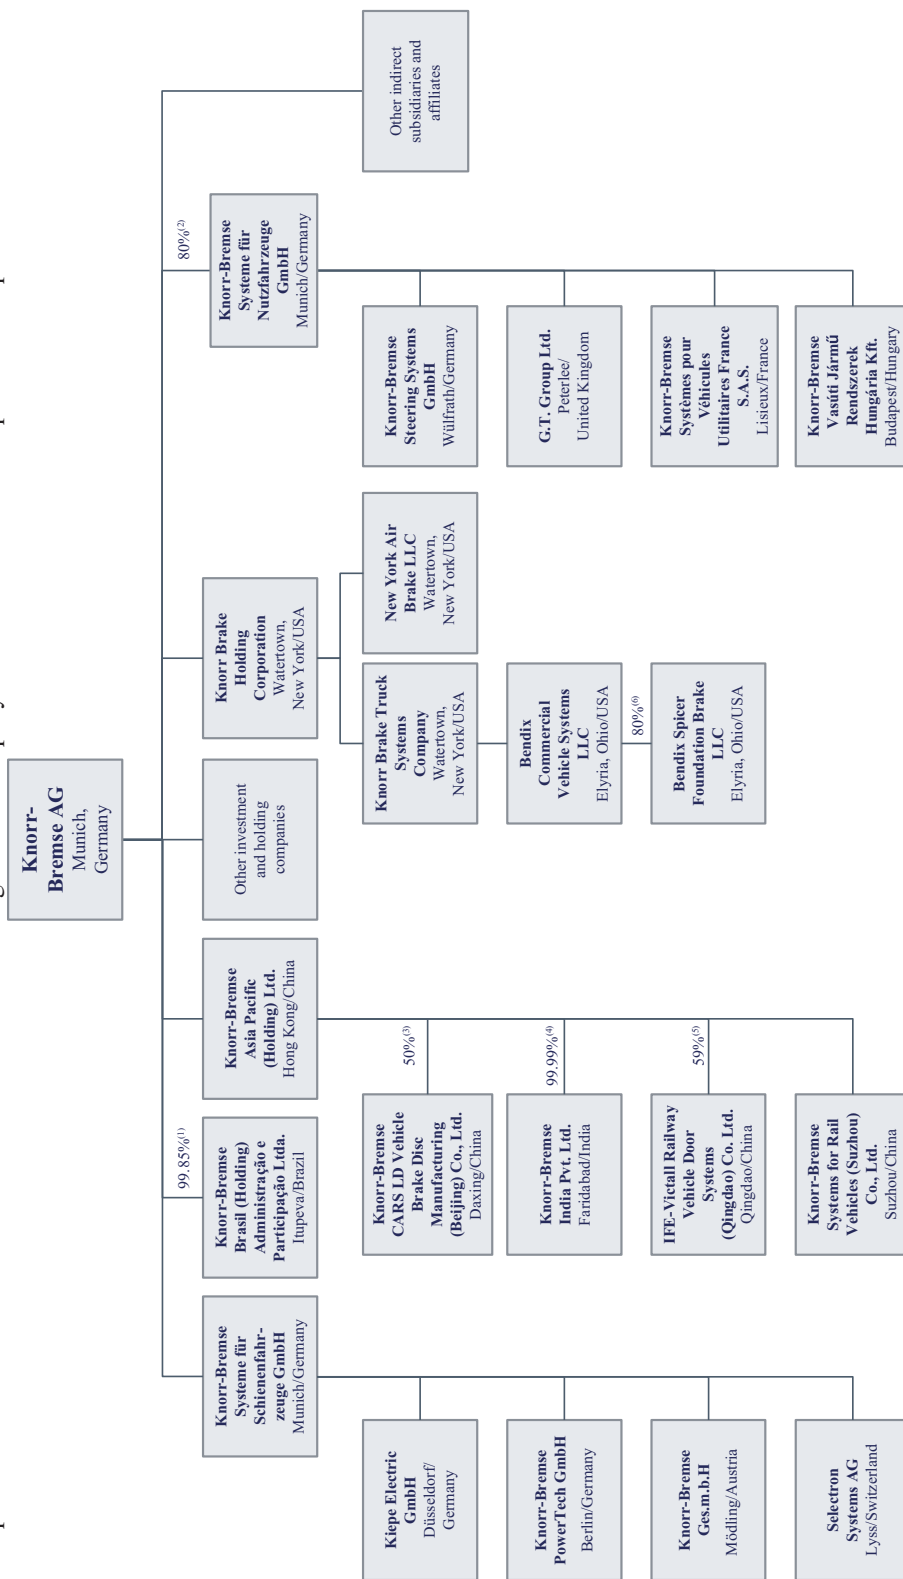 Knorr-
Bremse AG
Munich,
Germany
Knorr-Bremse
Systeme für
Schienenfahr-
zeuge GmbH
Munich/Germany
99.85%(1)
Knorr-Bremse
Brasil (Holding)
Administração e
Participação Ltda.
Itupeva/Brazil
Knorr-Bremse
Asia Pacific
(Holding) Ltd.
Hong Kong/China
Other investment
and holding
companies
Knorr Brake
Holding
Corporation
Watertown,
New York/USA
80%(2)
Knorr-Bremse
Systeme für
Nutzfahrzeuge
GmbH
Munich/Germany
Other indirect
subsidiaries and
affiliates
Kiepe Electric
GmbH
Düsseldorf/
Germany
Knorr-Bremse
PowerTech GmbH
Berlin/Germany
Knorr-Bremse
Ges.m.b.H
Mödling/Austria
Selectron
Systems AG
Lyss/Switzerland
50%(3)
Knorr-Bremse
CARS LD Vehicle
Brake Disc
Manufacturing
(Beijing) Co., Ltd.
Daxing/China
99.99%(4)
Knorr-Bremse
India Pvt. Ltd.
Faridabad/India
59%(5)
IFE-Victall Railway
Vehicle Door
Systems
(Qingdao) Co. Ltd.
Qingdao/China
Knorr-Bremse
Systems for Rail
Vehicles (Suzhou)
Co., Ltd.
Suzhou/China
Knorr Brake Truck
Systems
Company
Watertown,
New York/USA
New York Air
Brake LLC
Watertown,
New York/USA
Bendix
Commercial
Vehicle Systems
LLC
Elyria, Ohio/USA
80%(6)
Bendix Spicer
Foundation Brake
LLC
Elyria, Ohio/USA
Knorr-Bremse
Steering Systems
GmbH
Wülfrath/Germany
G.T. Group Ltd.
Peterlee/
United Kingdom
Knorr-Bremse
Systèmes pour
Véhicules
Utilitaires France
S.A.S.
Lisieux/France
Knorr-Bremse
Vasúti Jármű
Rendszerek
Hungária Kft.
Budapest/Hungary